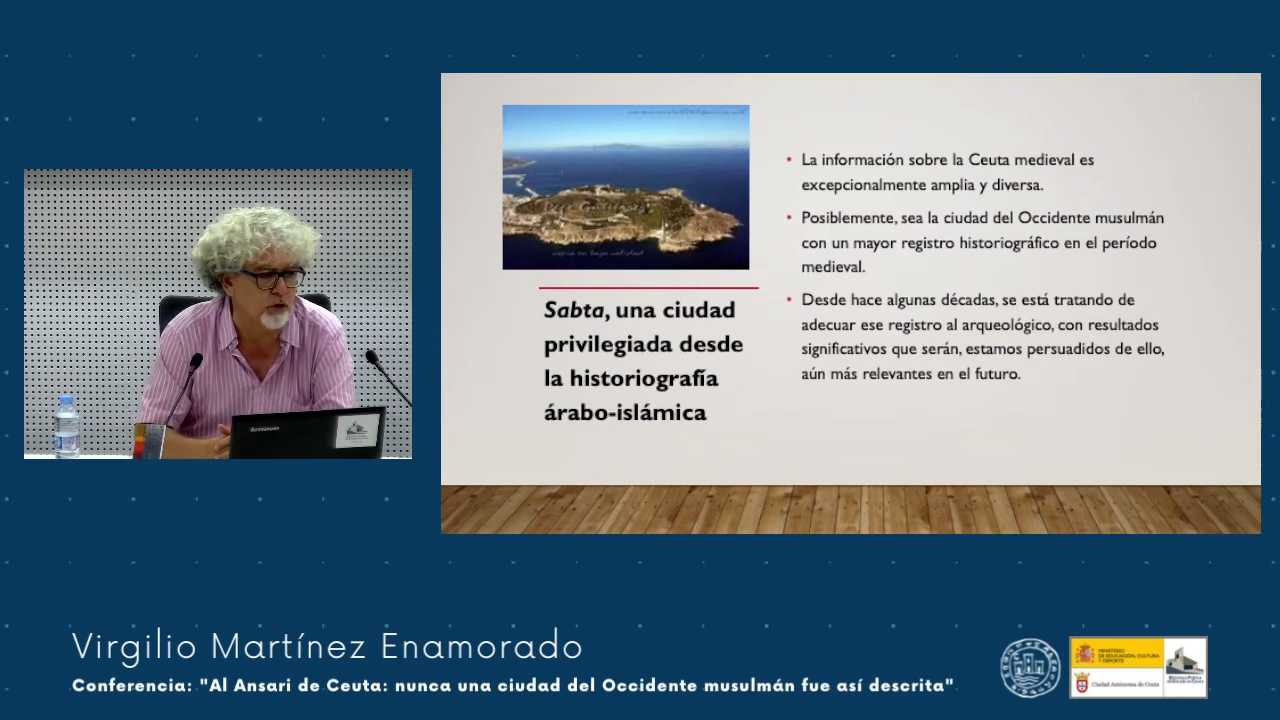 Sabta, una ciudad
privilegiada desde
la historiografía
árabo-islámica
• La información sobre la Ceuta medieval es
excepcionalmente amplia y diversa.
• Posiblemente, sea la ciudad del Occidente musulmán
con un mayor registro historiográfico en el período
medieval.
• Desde hace algunas décadas, se está tratando de
adecuar ese registro al arqueológico, con resultados
significativos que serán, estamos persuadidos de ello,
aún más relevantes en el futuro.
lenovo
Virgilio Martínez Enamorado
Conferencia: "Al Ansari de Ceuta: nunca una ciudad del Occidente musulmán fue así descrita"
MINISTERIO
DE EDUCACIÓN, CULTURA
Y DEPORTE
Ciudad Autónoma de Ceuta